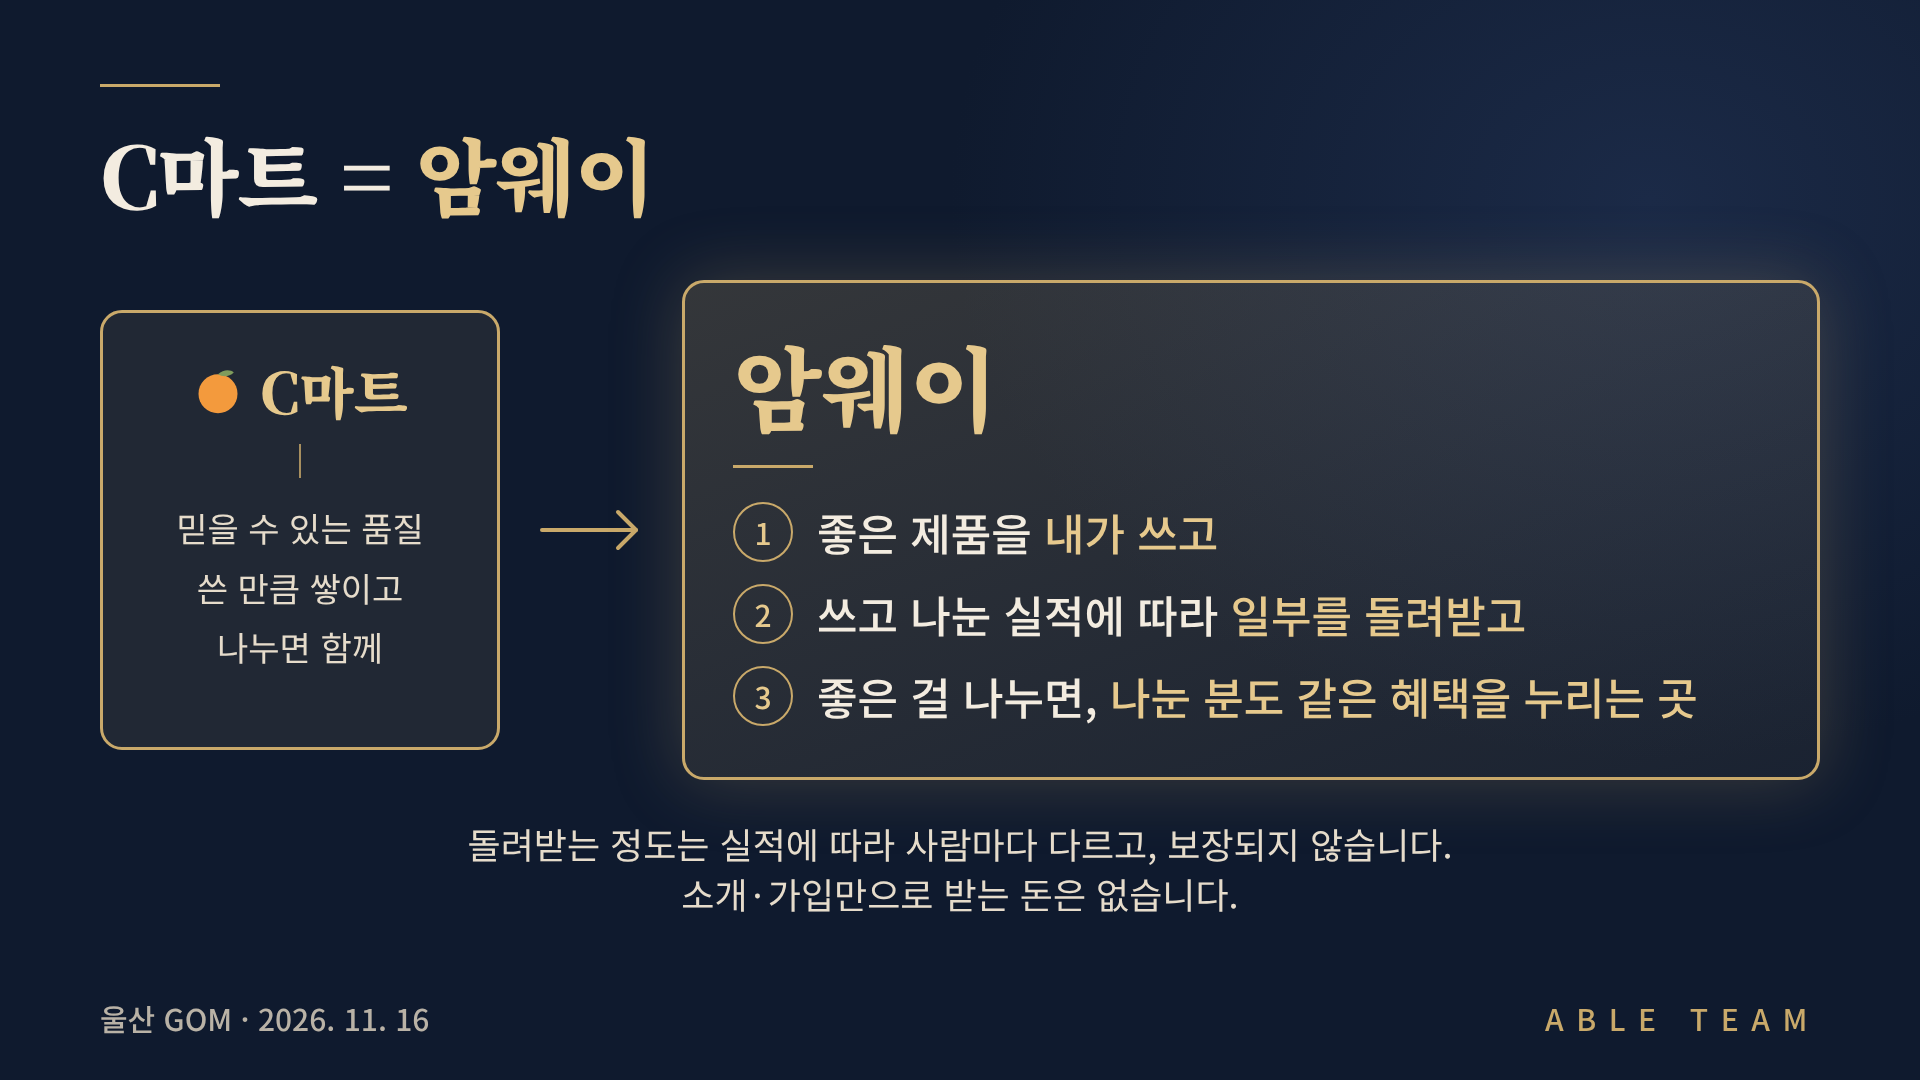 C마트 = 암웨이
C마트
믿을 수 있는 품질
쓴 만큼 쌓이고
나누면 함께
암웨이
1 좋은 제품을 내가 쓰고
2 쓰고 나눈 실적에 따라 일부를 돌려받고
3 좋은 걸 나누면, 나눈 분도 같은 혜택을 누리는 곳
돌려받는 정도는 실적에 따라 사람마다 다르고, 보장되지 않습니다.
소개·가입만으로 받는 돈은 없습니다.
울산 GOM · 2026. 11. 16
ABLE TEAM